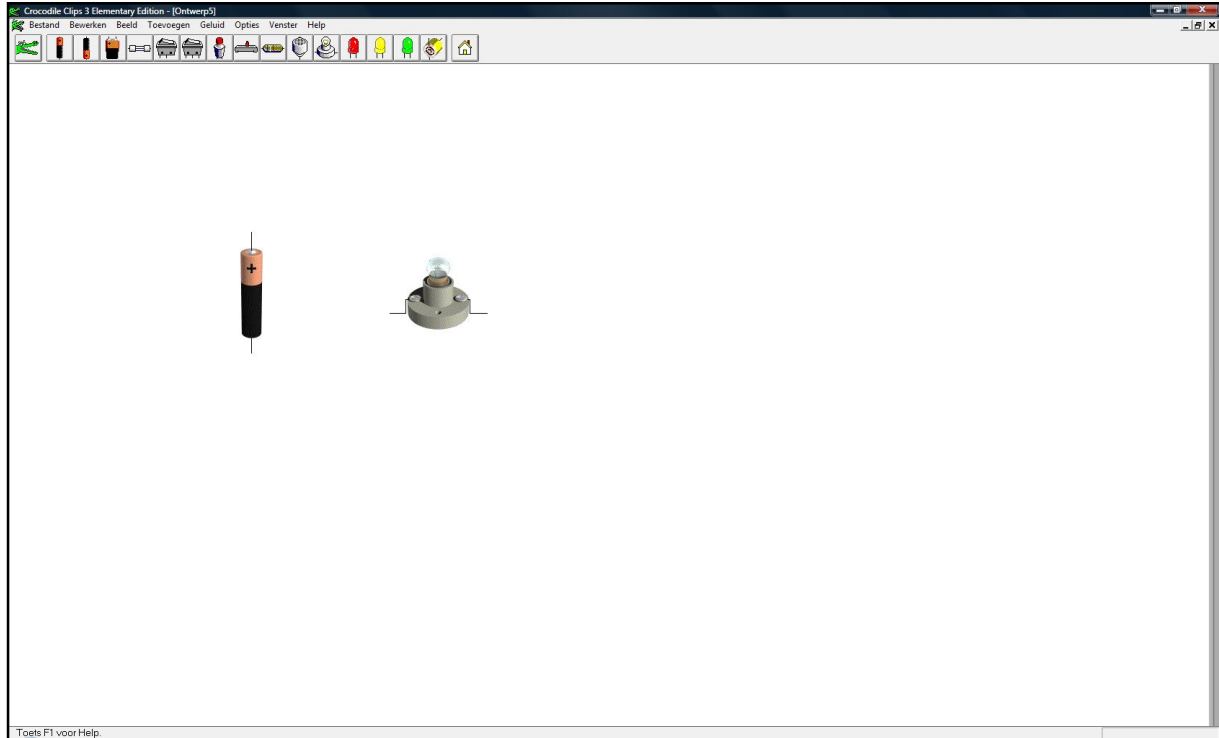 Crocodile Clips 3 Elementary Edition - [Ontwerp5]
Bestand Bewerken Beeld Toevoegen Geluid Opties Venster Help
+
Toets F1 voor Help.